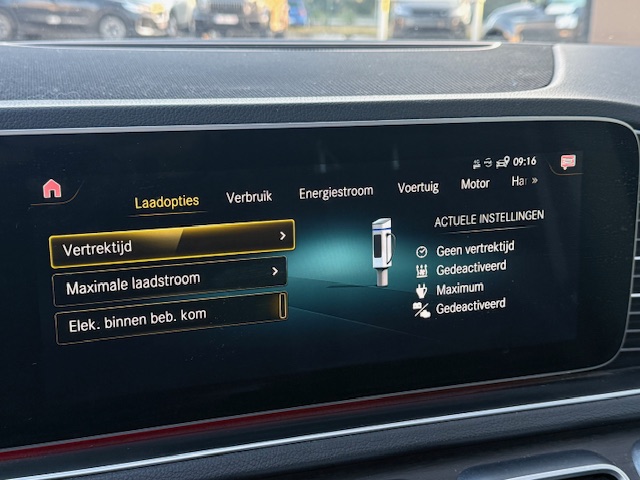 09:16
Laadopties Verbruik Energiestroom Voertuig Motor Har »
Vertrektijd
Maximale laadstroom
Elek. binnen beb. kom
ACTUELE INSTELLINGEN
Geen vertrektijd
Gedeactiveerd
Maximum
Gedeactiveerd